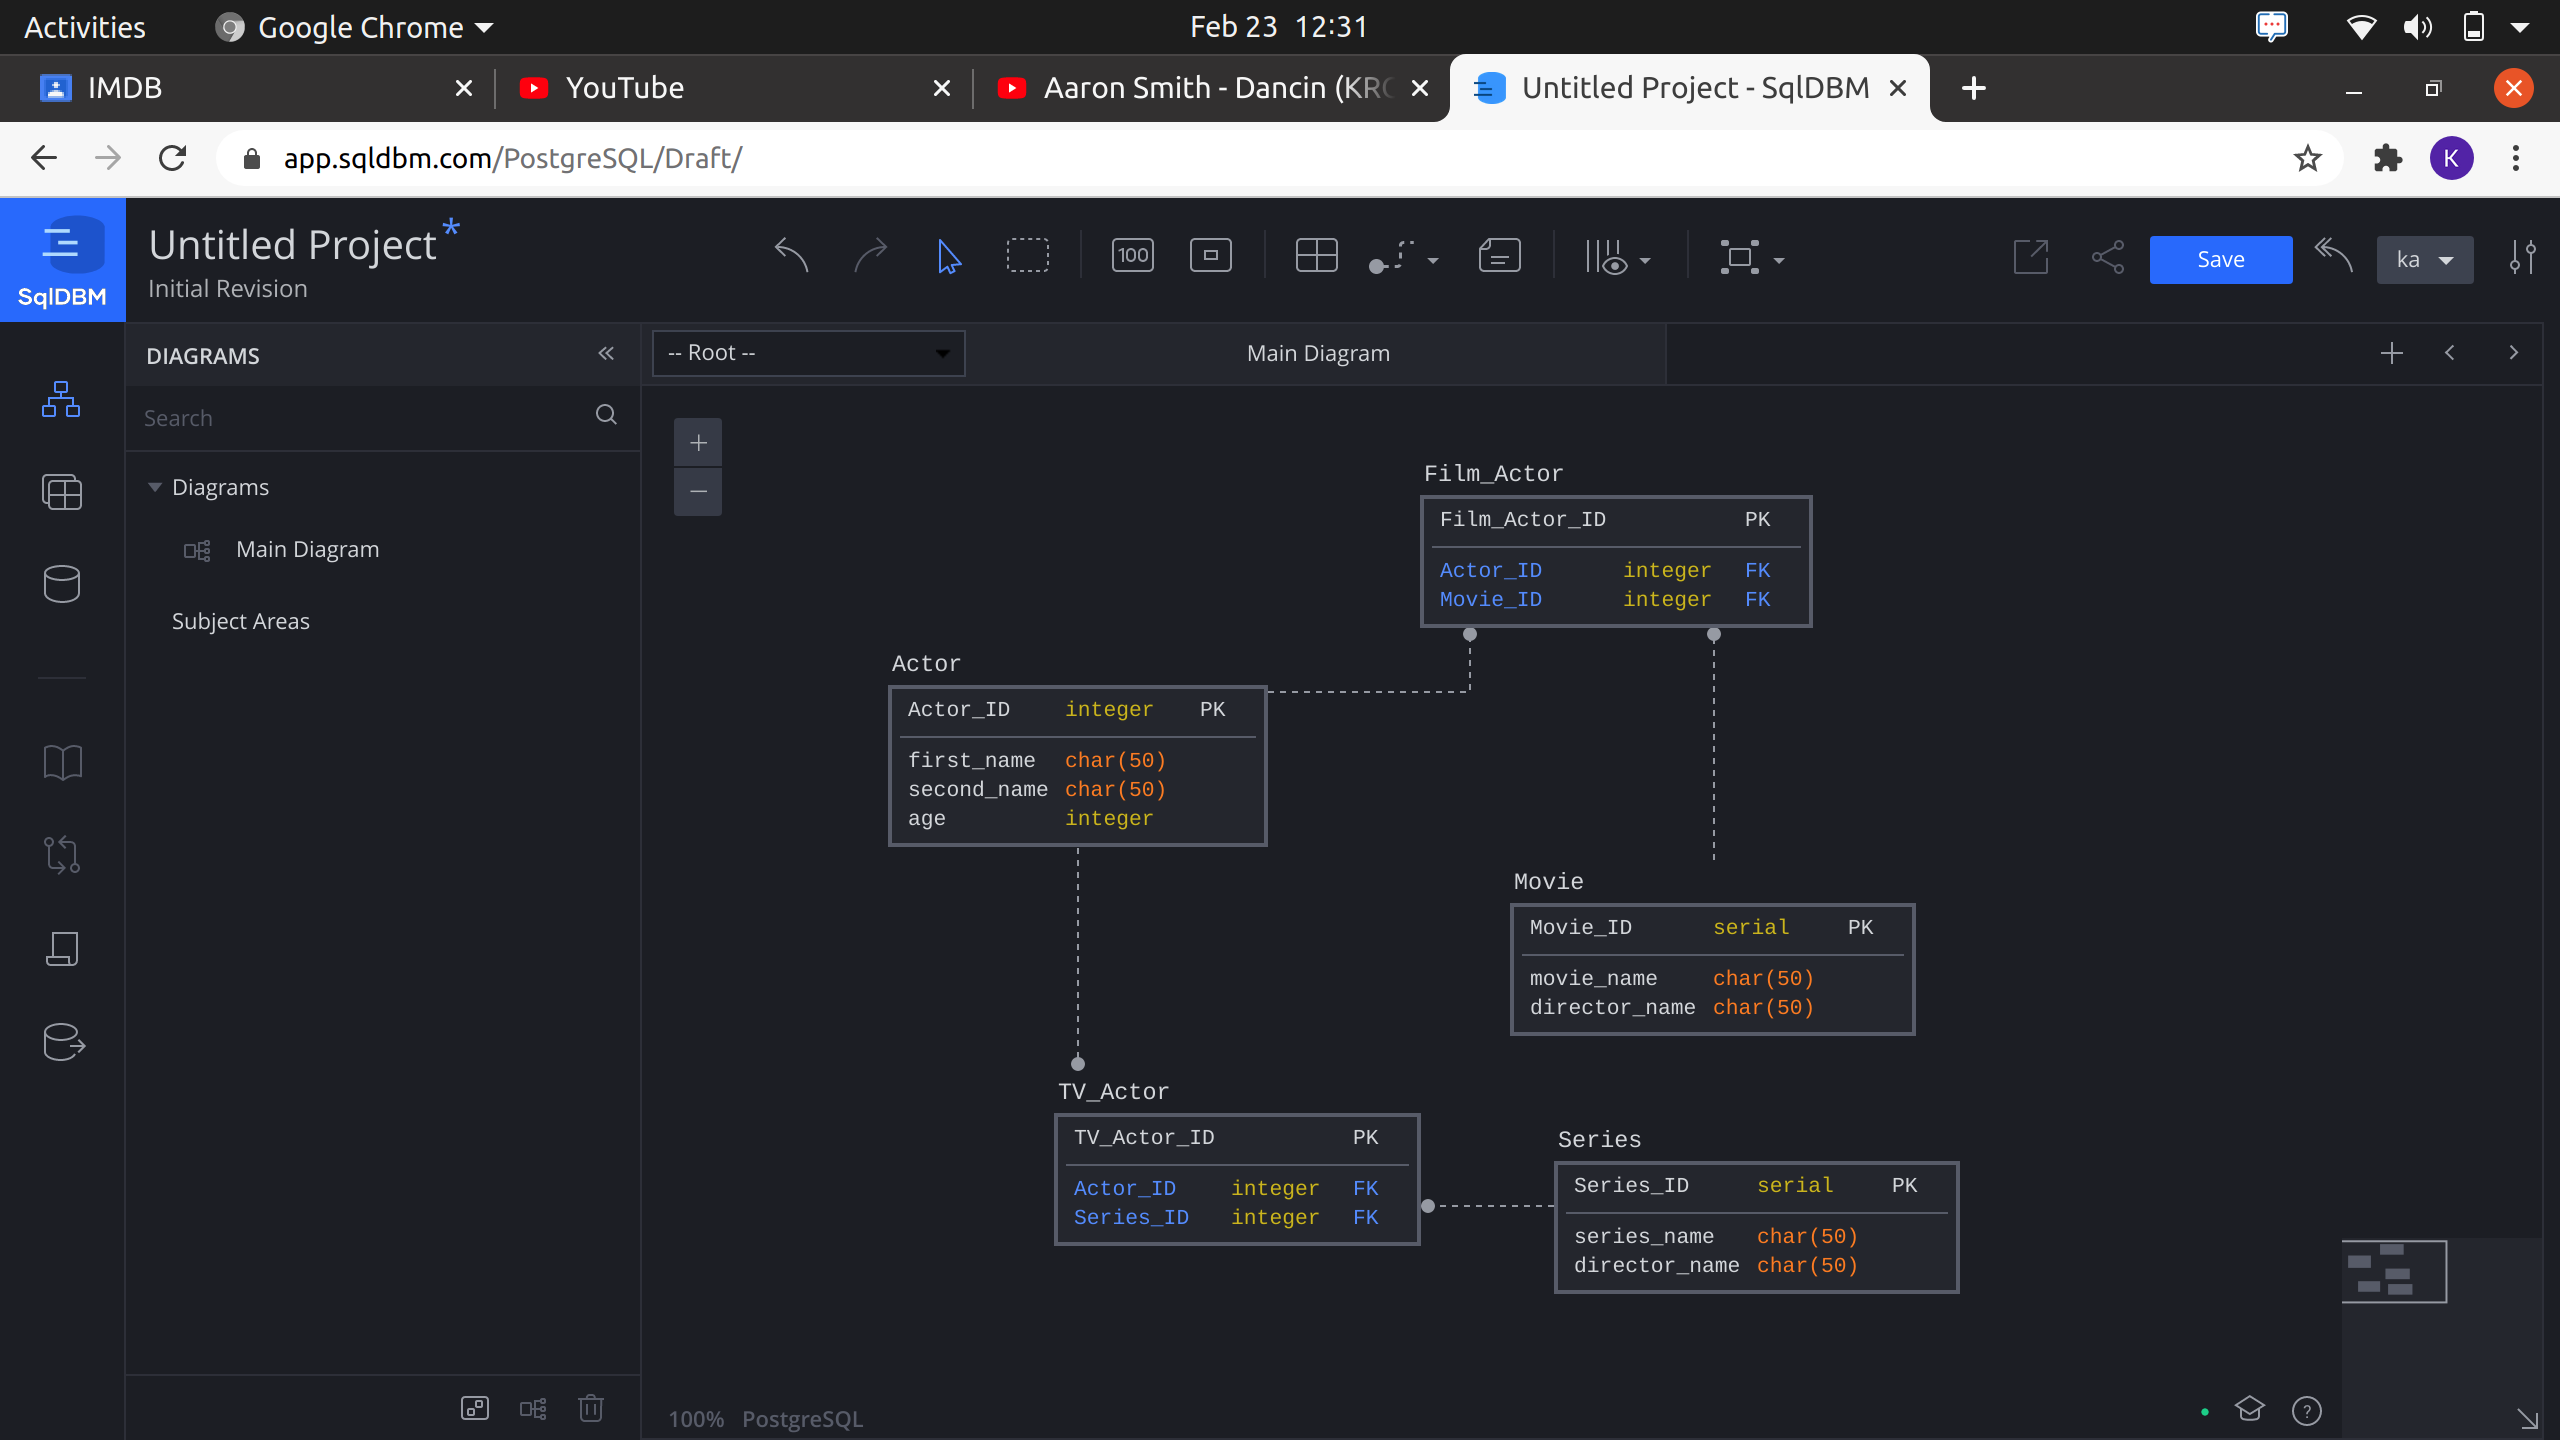 Activities
Google Chrome
Feb 23 12:31
IMDB
YouTube
Aaron Smith - Dancin (KRO
Untitled Project - SqlDBM
app.sqldbm.com/PostgreSQL/Draft/
K
SqlDBM
Untitled Project*
Initial Revision
100
Save
ka
DIAGRAMS
Search
Diagrams
Main Diagram
Subject Areas
-- Root --
Main Diagram
Film_Actor
Film_Actor_ID PK
Actor_ID integer FK
Movie_ID integer FK
Actor
Actor_ID integer PK
first_name char(50)
second_name char(50)
age integer
Movie
Movie_ID serial PK
movie_name char(50)
director_name char(50)
TV_Actor
TV_Actor_ID PK
Actor_ID integer FK
Series_ID integer FK
Series
Series_ID serial PK
series_name char(50)
director_name char(50)
100% PostgreSQL